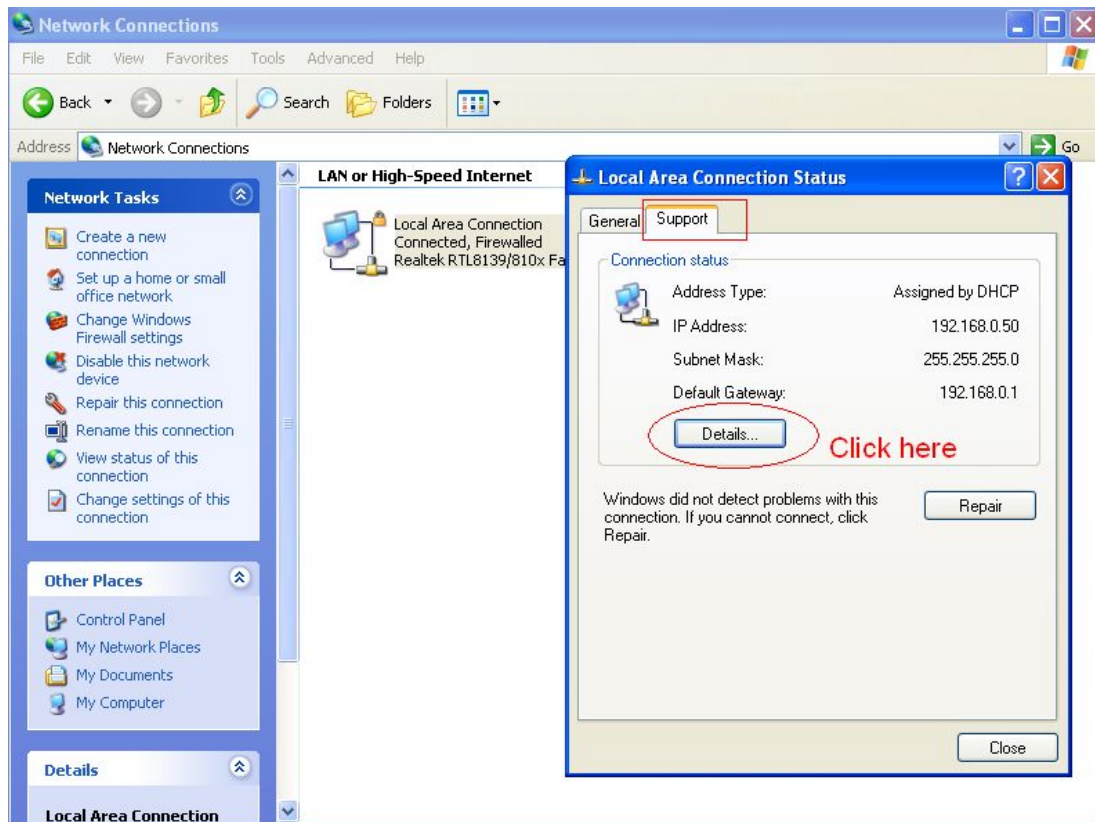 Network Connections
File Edit View Favorites Tools Advanced Help
Back Search Folders
Address Network Connections Go
Network Tasks
Create a new
connection
Set up a home or small
office network
Change Windows
Firewall settings
Disable this network
device
Repair this connection
Rename this connection
View status of this
connection
Change settings of this
connection
Other Places
Control Panel
My Network Places
My Documents
My Computer
Details
Local Area Connection
LAN or High-Speed Internet
Local Area Connection
Connected, Firewalled
Realtek RTL8139/810x Fa
Local Area Connection Status
General Support
Connection status
Address Type: Assigned by DHCP
IP Address: 192.168.0.50
Subnet Mask: 255.255.255.0
Default Gateway: 192.168.0.1
Details... Click here
Windows did not detect problems with this
connection. If you cannot connect, click
Repair.
Repair
Close